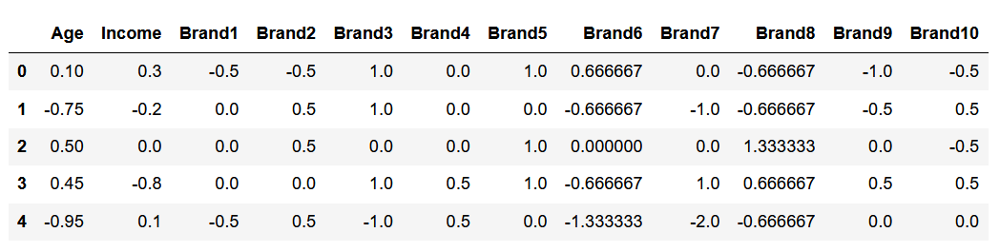 Age Income Brand1 Brand2 Brand3 Brand4 Brand5 Brand6 Brand7 Brand8 Brand9 Brand10
0 0.10 0.3 -0.5 -0.5 1.0 0.0 1.0 0.666667 0.0 -0.666667 -1.0 -0.5
1 -0.75 -0.2 0.0 0.5 1.0 0.0 0.0 -0.666667 -1.0 -0.666667 -0.5 0.5
2 0.50 0.0 0.0 0.5 0.0 0.0 1.0 0.000000 0.0 1.333333 0.0 -0.5
3 0.45 -0.8 0.0 0.0 1.0 0.5 1.0 -0.666667 1.0 0.666667 0.5 0.5
4 -0.95 0.1 -0.5 0.5 -1.0 0.5 0.0 -1.333333 -2.0 -0.666667 0.0 0.0